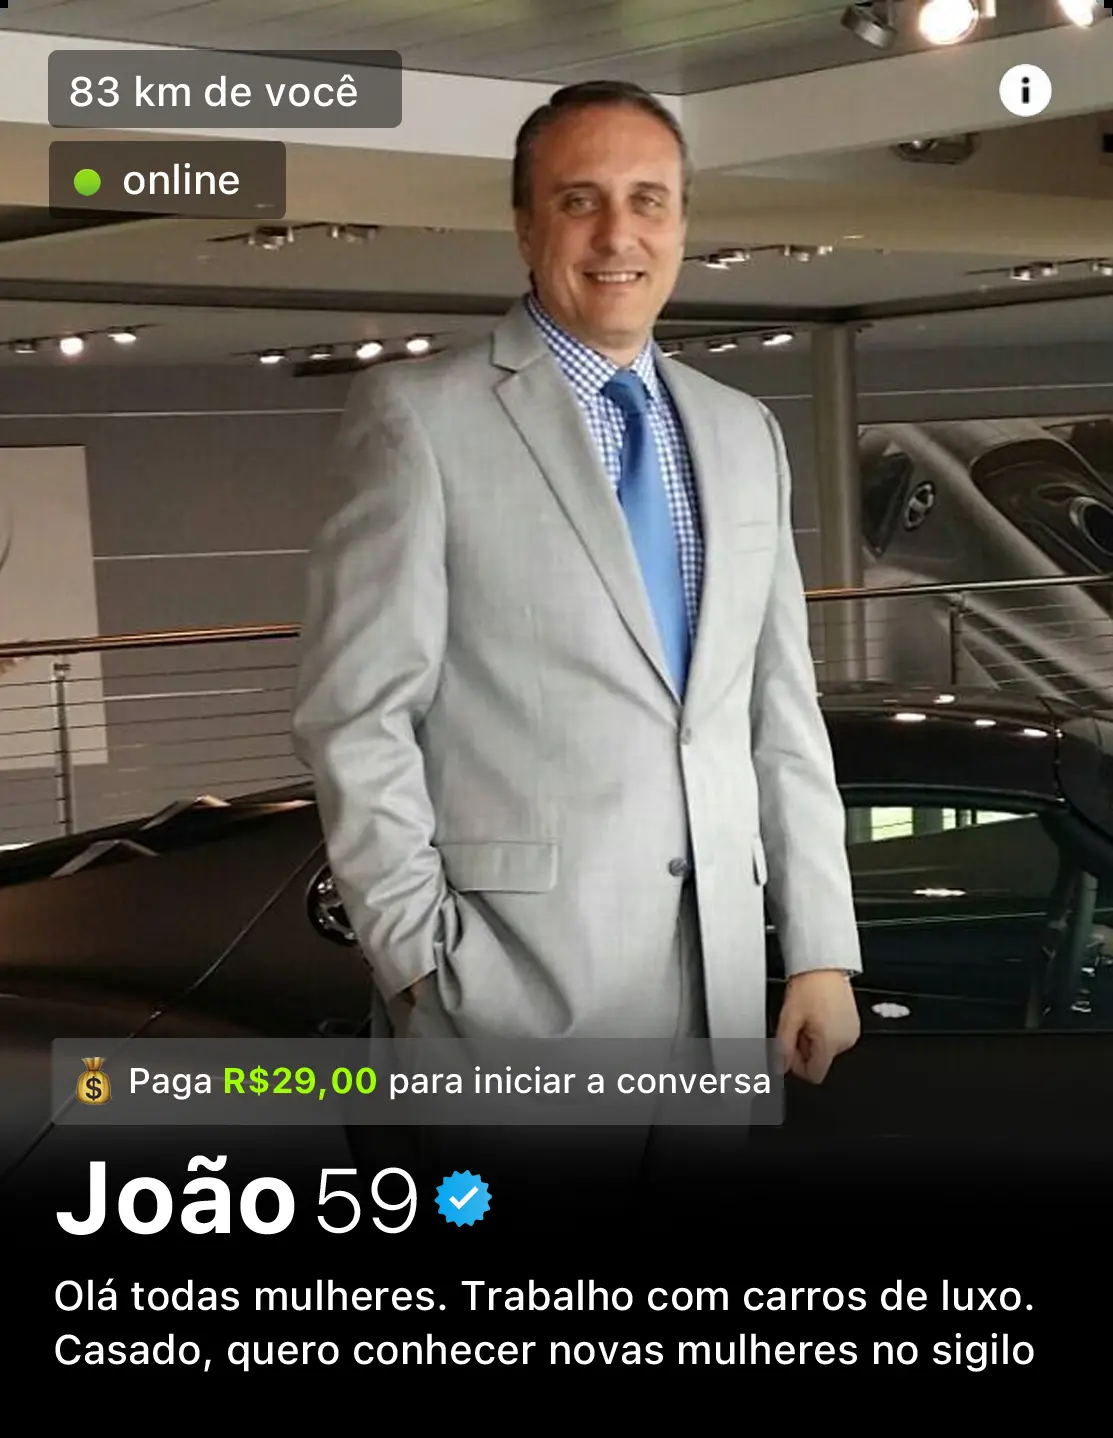 83 km de você
online
Paga R$29,00 para iniciar a conversa
João 59
Olá todas mulheres. Trabalho com carros de luxo.
Casado, quero conhecer novas mulheres no sigilo